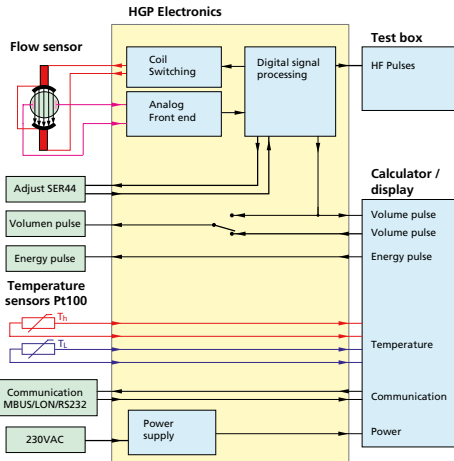 HGP Electronics
Flow sensor
Coil
Switching
Analog
Front end
Digital signal
processing
Test box
HF Pulses
Adjust SER44
Volumen pulse
Energy pulse
Calculator /
display
Volume pulse
Volume pulse
Energy pulse
Temperature
sensors Pt100
Th
TL
Temperature
Communication
MBUS/LON/RS232
Communication
230VAC
Power
supply
Power